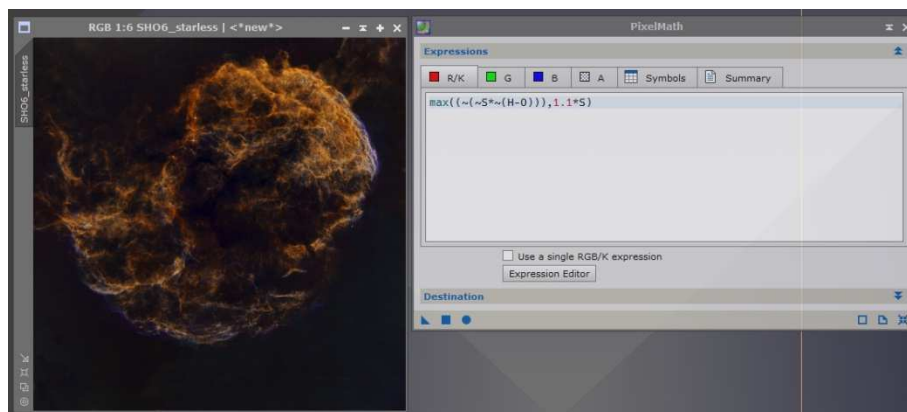 RGB 1:6 SHO6_starless | <*new*>
SHO6_starless
PixelMath
Expressions
R/K G B A Symbols Summary
max((~(~S*~(H-O))),1.1*S)
Use a single RGB/K expression
Expression Editor
Destination